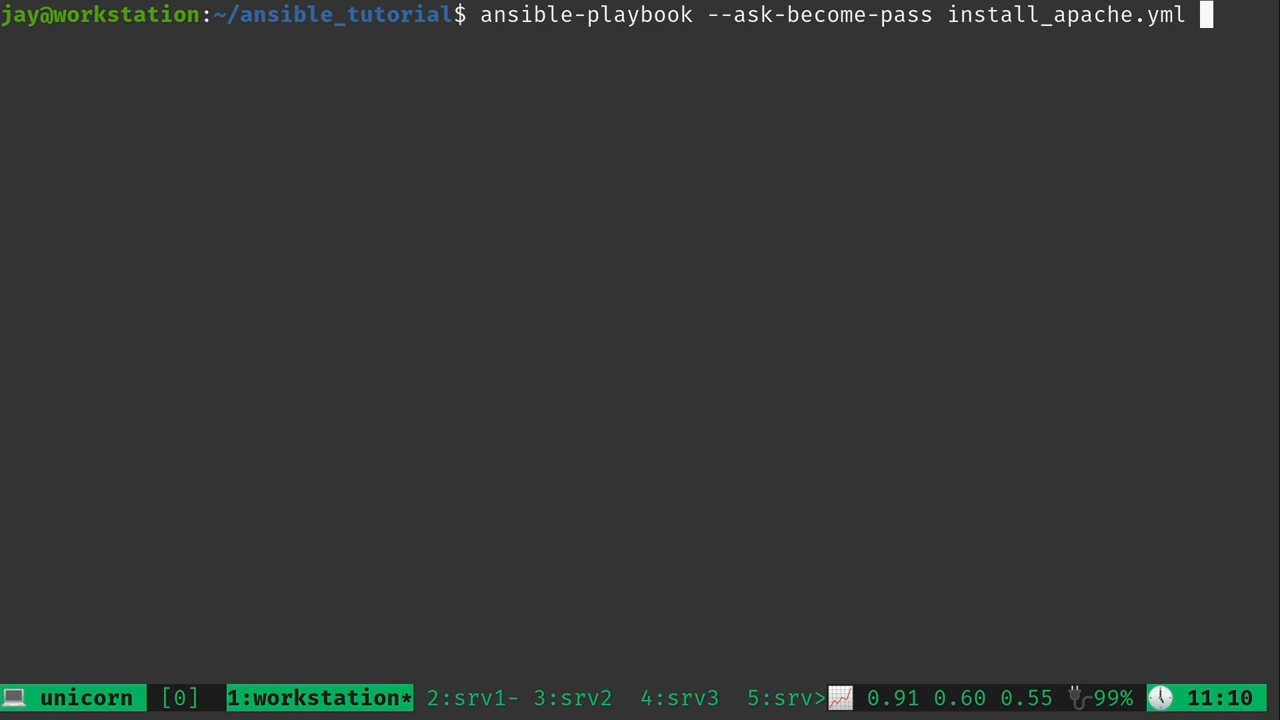 jay@workstation:~/ansible_tutorial$ ansible-playbook --ask-become-pass install_apache.yml
unicorn [0] 1:workstation* 2:srv1- 3:srv2 4:srv3 5:srv> 0.91 0.60 0.55 99% 11:10